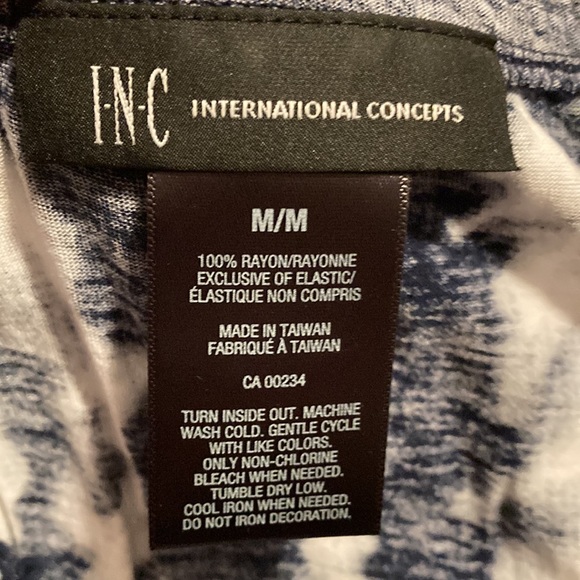 I·N·C INTERNATIONAL CONCEPTS
M/M
100% RAYON/RAYONNE
EXCLUSIVE OF ELASTIC/
ÉLASTIQUE NON COMPRIS
MADE IN TAIWAN
FABRIQUÉ À TAIWAN
CA 00234
TURN INSIDE OUT. MACHINE
WASH COLD. GENTLE CYCLE
WITH LIKE COLORS.
ONLY NON-CHLORINE
BLEACH WHEN NEEDED.
TUMBLE DRY LOW.
COOL IRON WHEN NEEDED.
DO NOT IRON DECORATION.